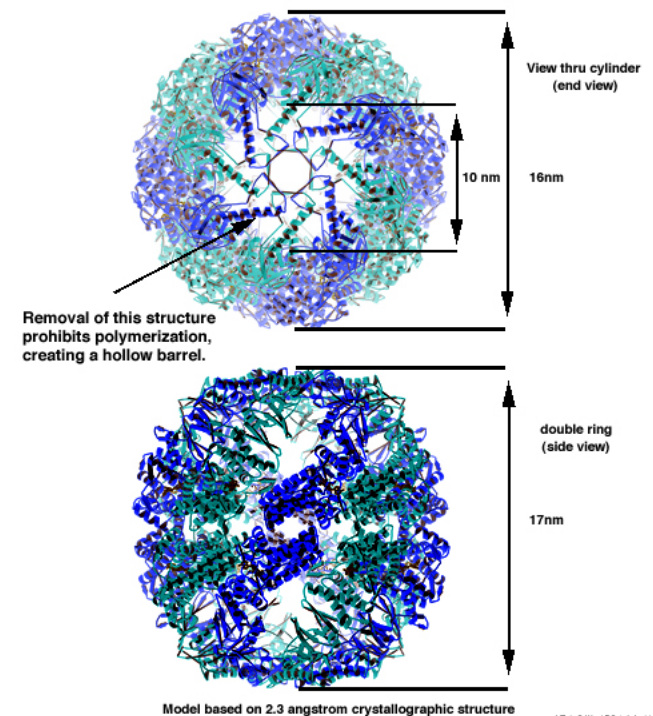 View thru cylinder
(end view)
10 nm
16nm
Removal of this structure
prohibits polymerization,
creating a hollow barrel.
double ring
(side view)
17nm
Model based on 2.3 angstrom crystallographic structure